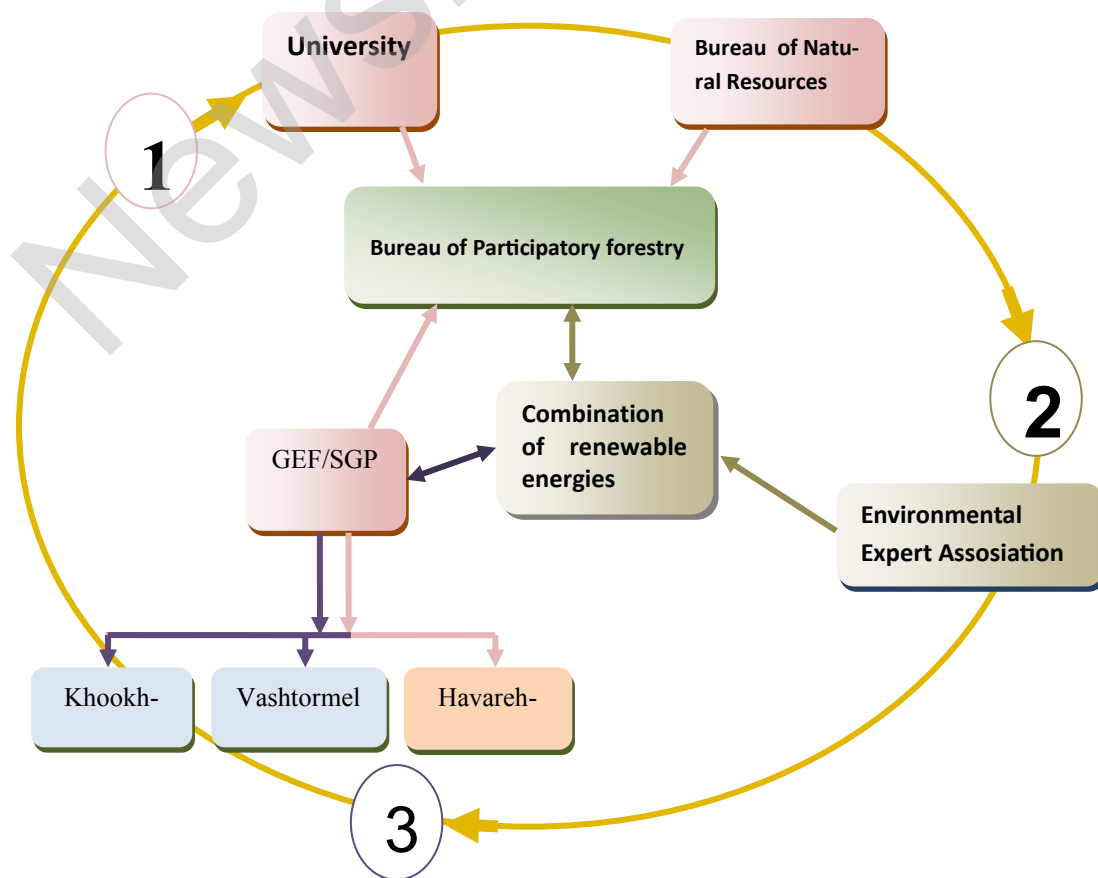 University
Bureau of Natu-
ral Resources
1
Bureau of Participatory forestry
2
Combination
of renewable
energies
GEF/SGP
Environmental
Expert Assosiation
Khookh-
Vashtormel
Havareh-
3
News